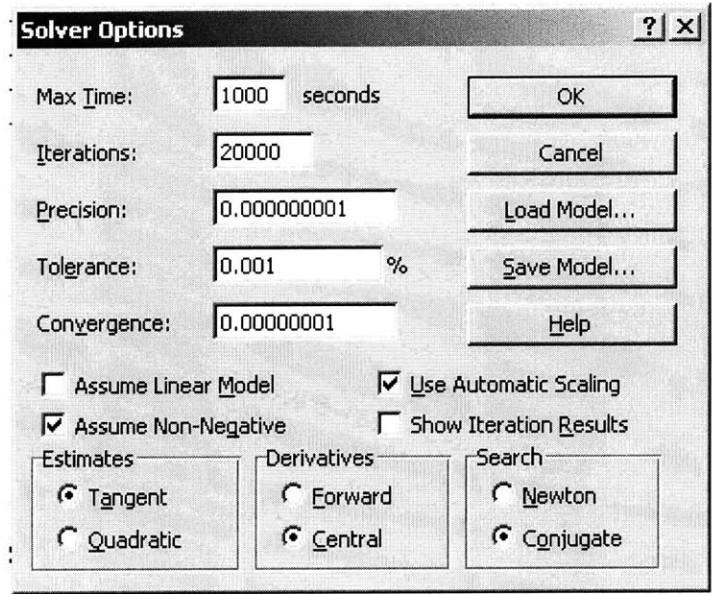 Solver Options
Max Time: 1000 seconds OK
Iterations: 20000 Cancel
Precision: 0.000000001 Load Model...
Tolerance: 0.001 % Save Model...
Convergence: 0.00000001 Help
Assume Linear Model Use Automatic Scaling
Assume Non-Negative Show Iteration Results
Estimates Derivatives Search
Tangent Forward Newton
Quadratic Central Conjugate